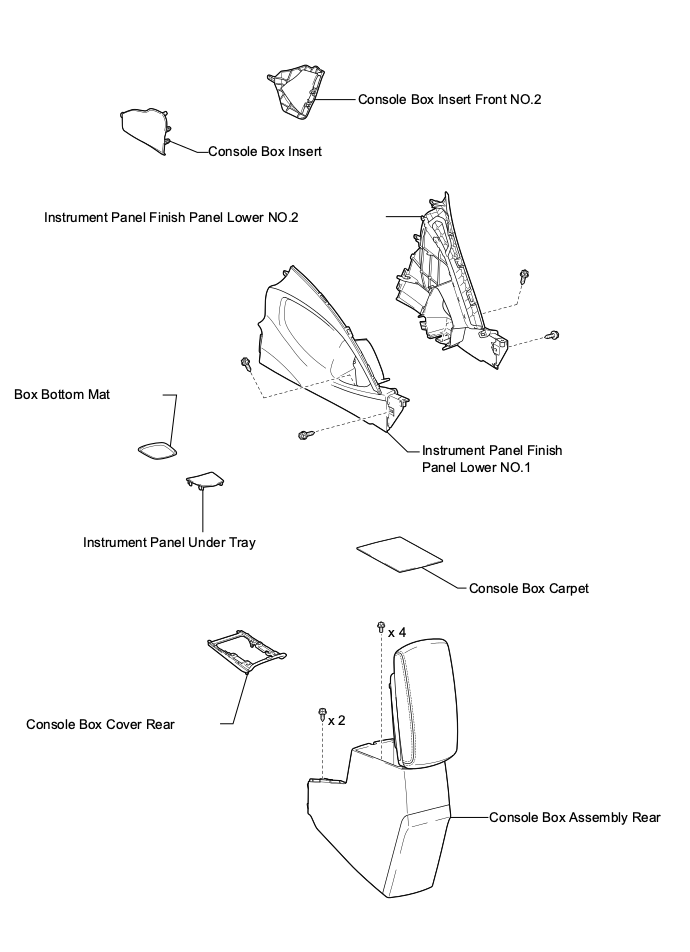 Console Box Insert Front NO.2
Console Box Insert
Instrument Panel Finish Panel Lower NO.2
Box Bottom Mat
Instrument Panel Finish
Panel Lower NO.1
Instrument Panel Under Tray
Console Box Carpet
x 4
Console Box Cover Rear
x 2
Console Box Assembly Rear